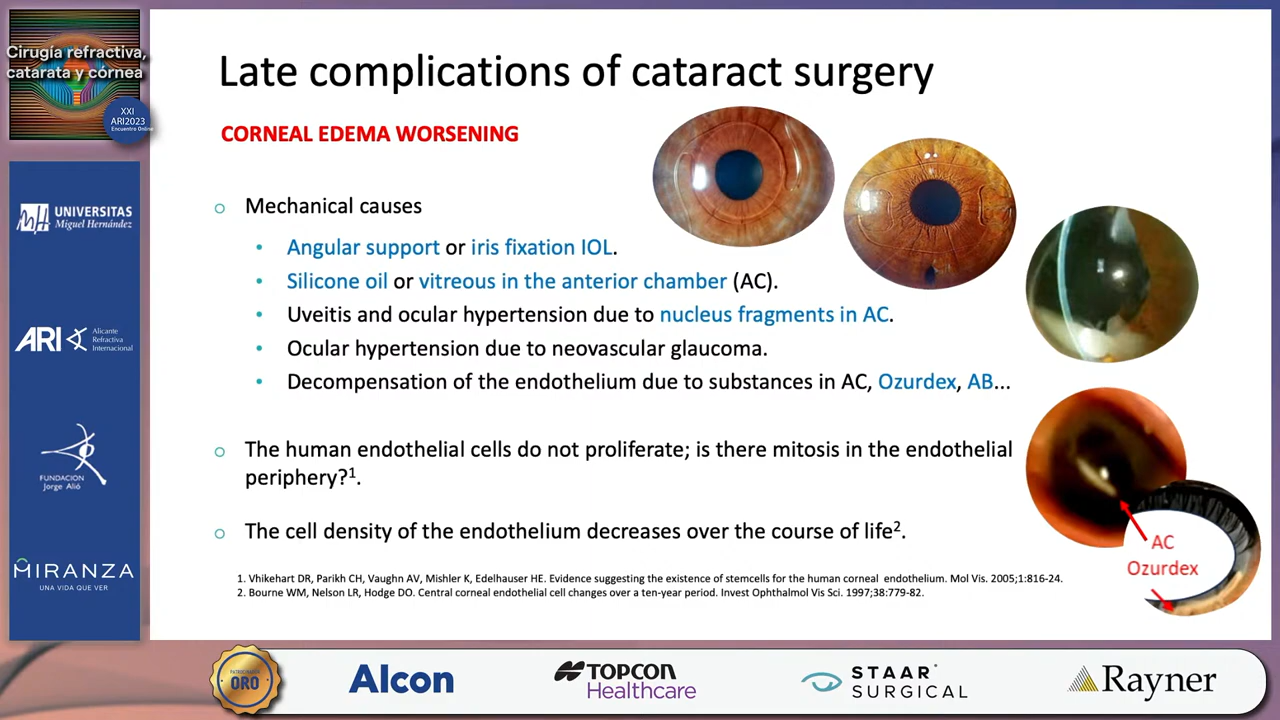 Cirugía refractiva,
catarata y córnea
XXI
ARI2023
Encuentro Online
UNIVERSITAS
Miguel Hernández
ARI
Alicante
Refractiva
Internacional
FUNDACIÓN
Jorge Alió
MIRANZA
UNA VIDA QUE VER
Late complications of cataract surgery
CORNEAL EDEMA WORSENING
Mechanical causes
• Angular support or iris fixation IOL.
• Silicone oil or vitreous in the anterior chamber (AC).
• Uveitis and ocular hypertension due to nucleus fragments in AC.
• Ocular hypertension due to neovascular glaucoma.
• Decompensation of the endothelium due to substances in AC, Ozurdex, AB...
The human endothelial cells do not proliferate; is there mitosis in the endothelial
periphery?1.
The cell density of the endothelium decreases over the course of life2.
AC
Ozurdex
1. Vhikehart DR, Parikh CH, Vaughn AV, Mishler K, Edelhauser HE. Evidence suggesting the existence of stemcells for the human corneal endothelium. Mol Vis. 2005;1:816-24.
2. Bourne WM, Nelson LR, Hodge DO. Central corneal endothelial cell changes over a ten-year period. Invest Ophthalmol Vis Sci. 1997;38:779-82.
ORO
Alcon
TOPCON
Healthcare
STAAR
SURGICAL
Rayner